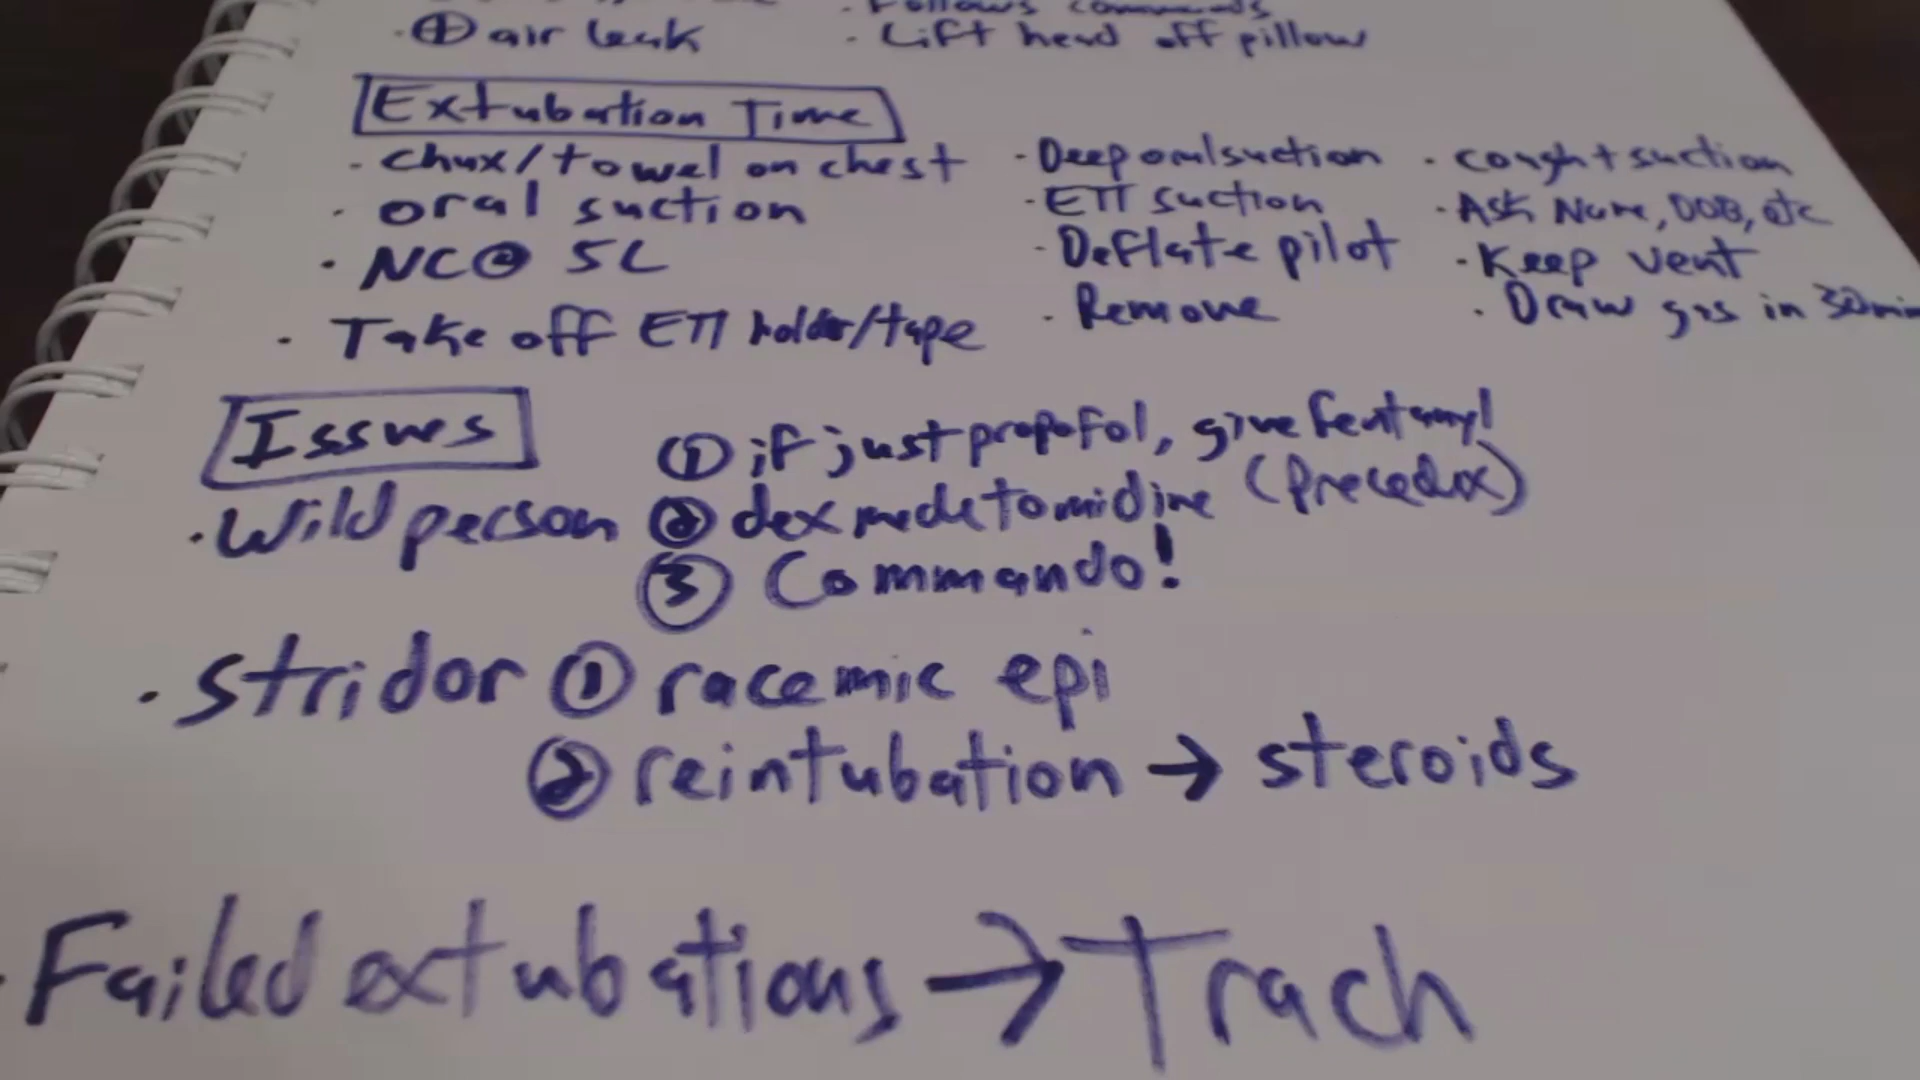 · Follows commands
· ⊕ air leak
· Lift head off pillow
Extubation Time
· Chux/towel on chest
· oral suction
· NC@ 5L
· Take off ETT holder/tape
· Deep oral suction
· ETT suction
· Deflate pilot
· Remove
· cough + suction
· Ask Name, DOB, etc
· Keep vent
· Draw gas in 30min
Issues
· Wild person ① if just propofol, give fentanyl
② dexmedetomidine (Precedex)
③ Commando!
· stridor ① racemic epi
② reintubation → steroids
· Failed extubations → Trach